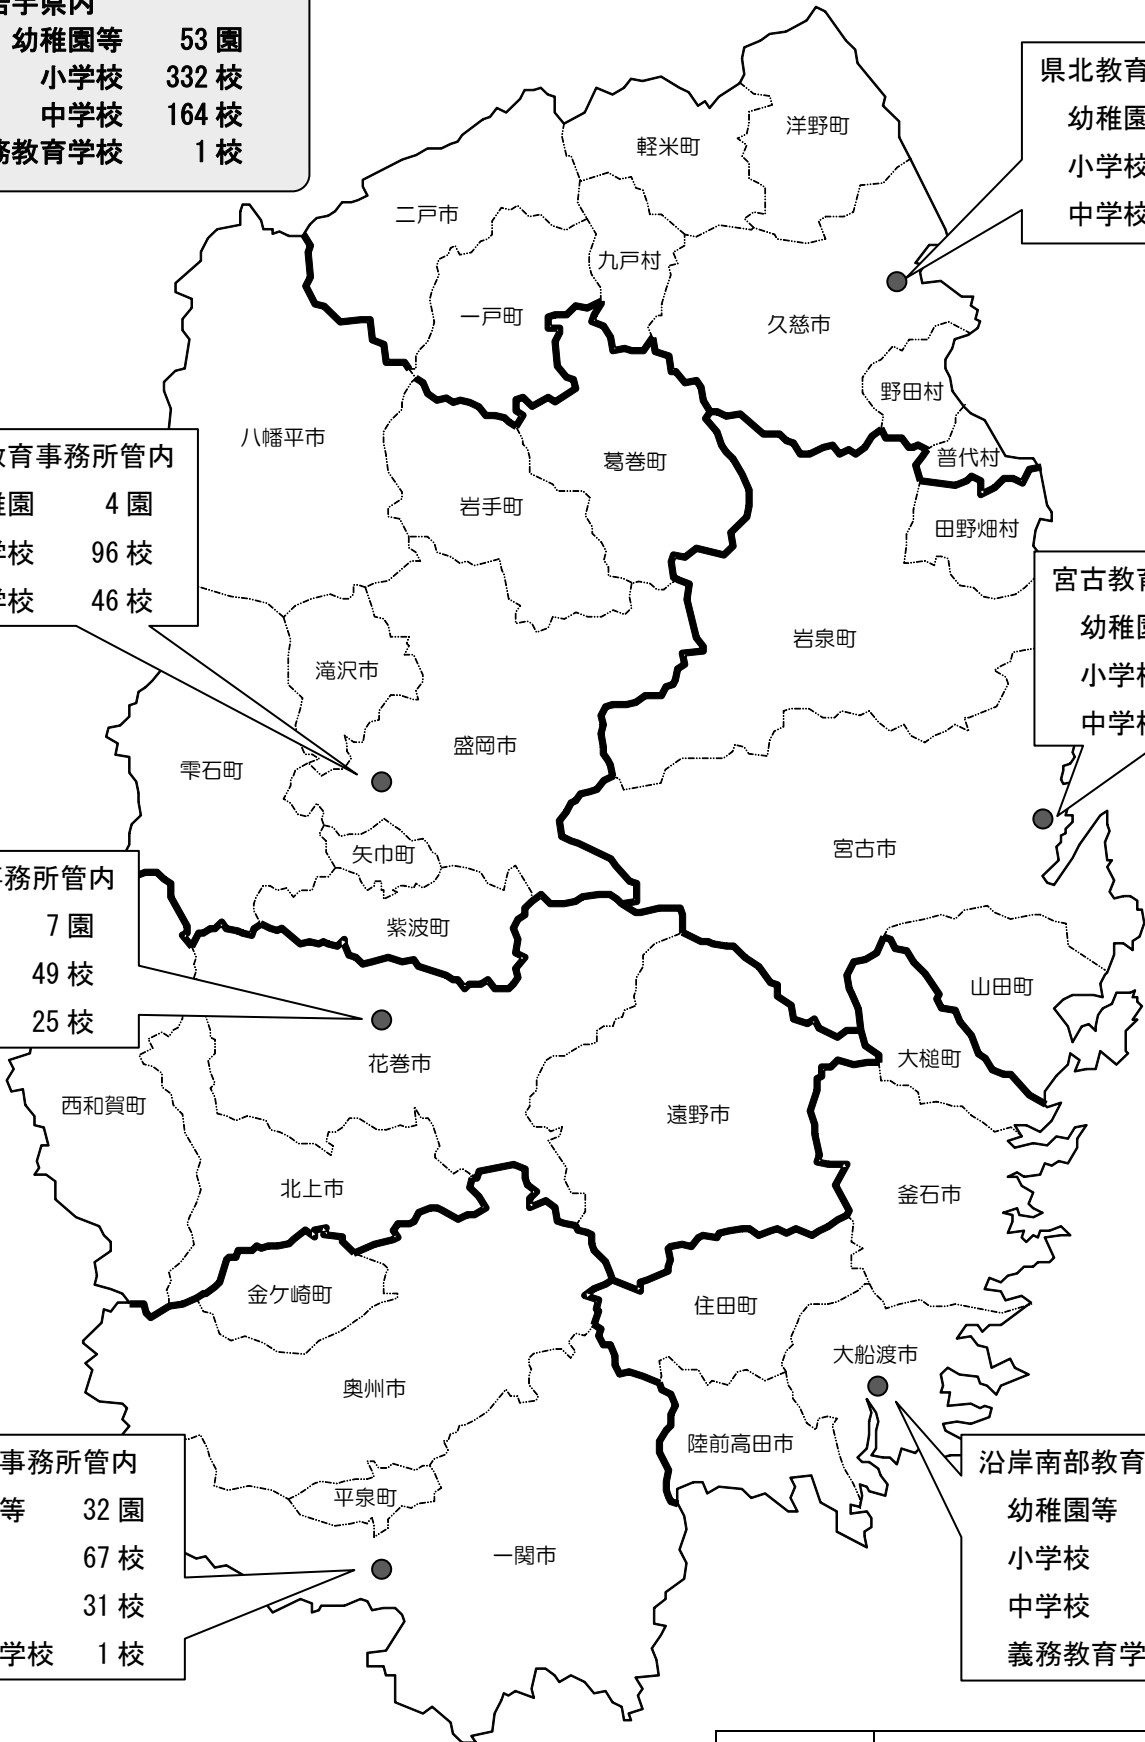 岩手県内
幼稚園等 53 園
小学校 332 校
中学校 164 校
務教育学校 1 校
県北教育
幼稚園
小学校
中学校
洋野町
軽米町
二戸市
九戸村
一戸町
久慈市
野田村
普代村
八幡平市
葛巻町
岩手町
田野畑村
教育事務所管内
稚園 4 園
学校 96 校
学校 46 校
宮古教育
幼稚園
小学校
中学校
岩泉町
滝沢市
盛岡市
雫石町
矢巾町
宮古市
紫波町
事務所管内
7 園
49 校
25 校
山田町
大槌町
花巻市
西和賀町
遠野市
北上市
釜石市
金ケ崎町
住田町
大船渡市
奥州市
陸前高田市
事務所管内
等 32 園
67 校
31 校
学校 1 校
平泉町
一関市
沿岸南部教育
幼稚園等
小学校
中学校
義務教育学